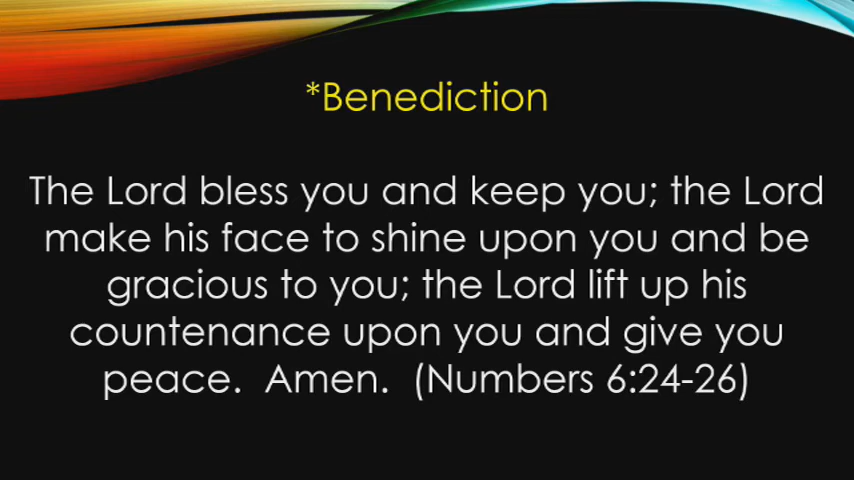 *Benediction
The Lord bless you and keep you; the Lord
make his face to shine upon you and be
gracious to you; the Lord lift up his
countenance upon you and give you
peace.  Amen.  (Numbers 6:24-26)